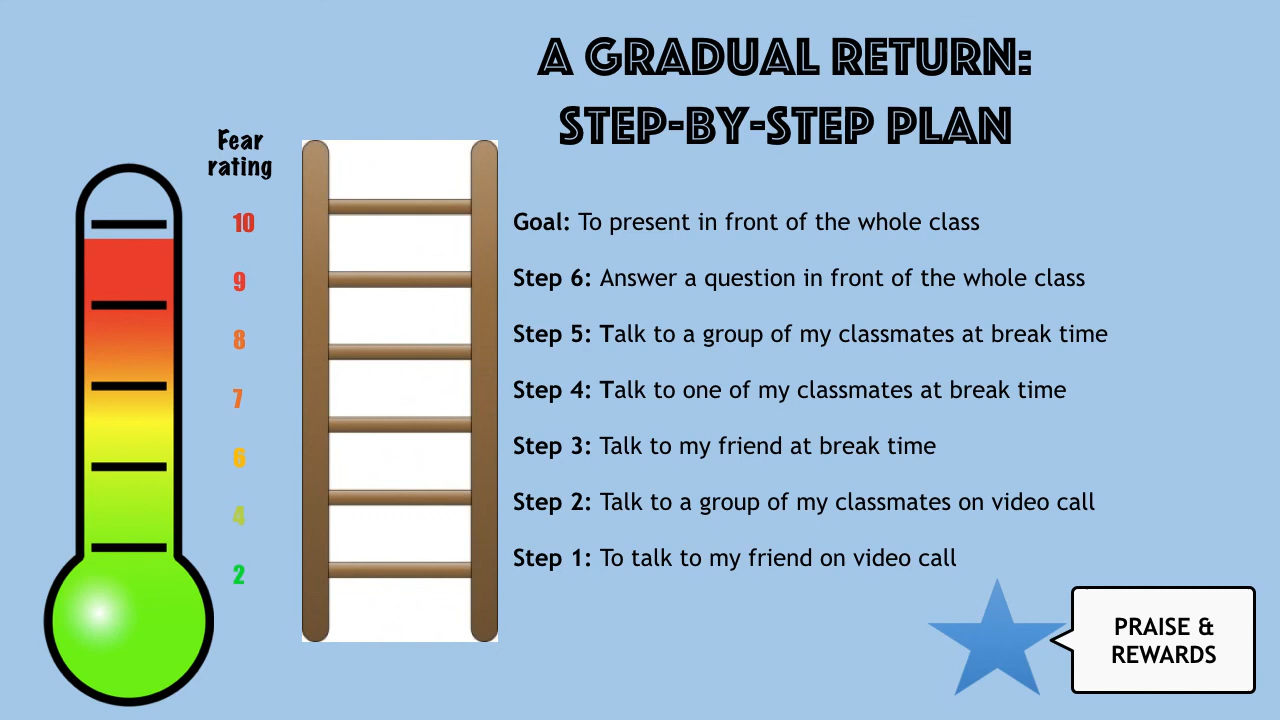 A GRADUAL RETURN:
STEP-BY-STEP PLAN
Fear
rating
10
9
8
7
6
4
2
Goal: To present in front of the whole class
Step 6: Answer a question in front of the whole class
Step 5: Talk to a group of my classmates at break time
Step 4: Talk to one of my classmates at break time
Step 3: Talk to my friend at break time
Step 2: Talk to a group of my classmates on video call
Step 1: To talk to my friend on video call
PRAISE &
REWARDS